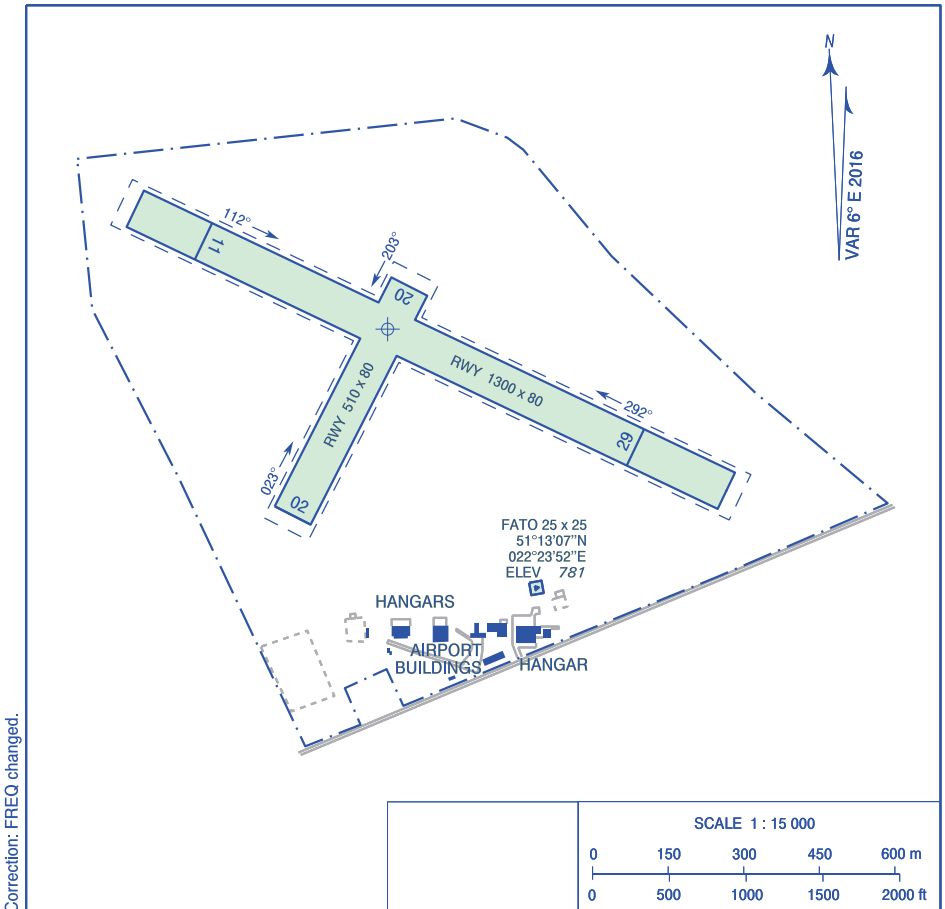 N
VAR 6° E 2016
112°
11
203°
20
RWY 1300 x 80
RWY 510 x 80
292°
29
023°
02
FATO 25 x 25
51°13'07"N
022°23'52"E
ELEV 781
HANGARS
AIRPORT
BUILDINGS
HANGAR
Correction: FREQ changed.
SCALE 1 : 15 000
0 150 300 450 600 m
0 500 1000 1500 2000 ft